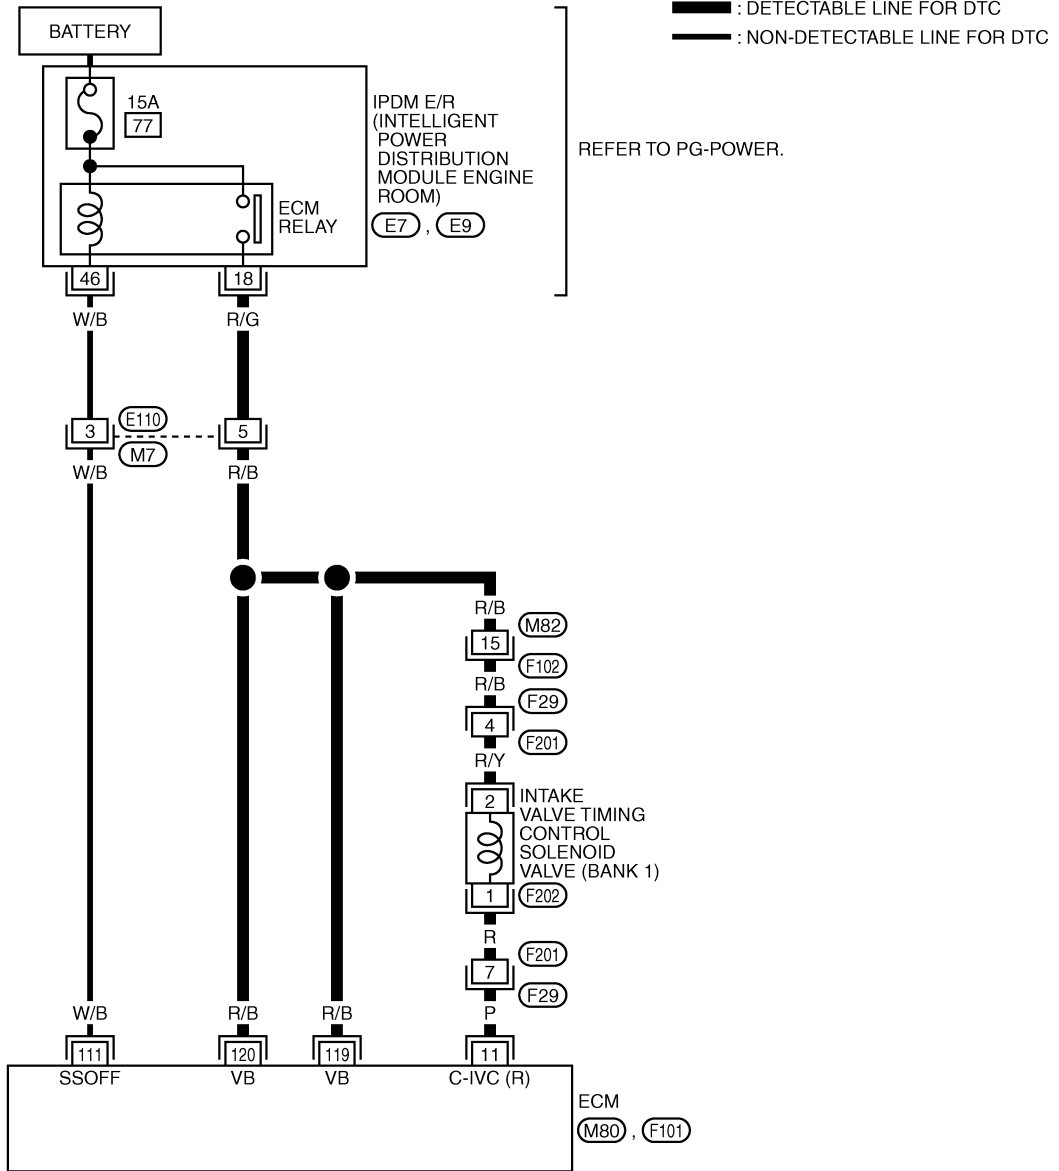 : DETECTABLE LINE FOR DTC
: NON-DETECTABLE LINE FOR DTC
BATTERY
15A
77
IPDM E/R
(INTELLIGENT
POWER
DISTRIBUTION
MODULE ENGINE
ROOM)
E7 , E9
REFER TO PG-POWER.
ECM
RELAY
46
18
W/B
R/G
3
E110
M7
5
W/B
R/B
R/B
15
M82
F102
R/B
4
F29
F201
R/Y
2
INTAKE
VALVE TIMING
CONTROL
SOLENOID
VALVE (BANK 1)
1
F202
R
7
F201
F29
W/B
R/B
R/B
P
111
120
119
11
SSOFF
VB
VB
C-IVC (R)
ECM
M80 , F101